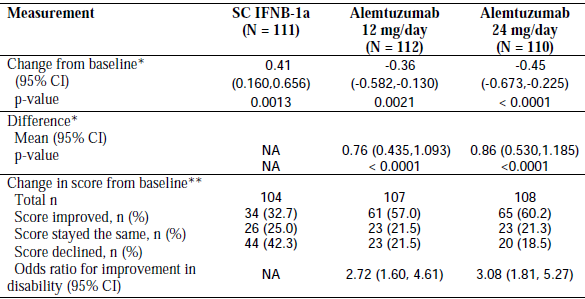 Measurement SC IFNB-1a Alemtuzumab Alemtuzumab
(N = 111) 12 mg/day 24 mg/day
(N = 112) (N = 110)
Change from baseline* 0.41 -0.36 -0.45
(95% CI) (0.160,0.656) (-0.582,-0.130) (-0.673,-0.225)
p-value 0.0013 0.0021 < 0.0001
Difference*
Mean (95% CI) NA 0.76 (0.435,1.093) 0.86 (0.530,1.185)
p-value NA < 0.0001 <0.0001
Change in score from baseline**
Total n 104 107 108
Score improved, n (%) 34 (32.7) 61 (57.0) 65 (60.2)
Score stayed the same, n (%) 26 (25.0) 23 (21.5) 23 (21.3)
Score declined, n (%) 44 (42.3) 23 (21.5) 20 (18.5)
Odds ratio for improvement in
disability (95% CI) NA 2.72 (1.60, 4.61) 3.08 (1.81, 5.27)